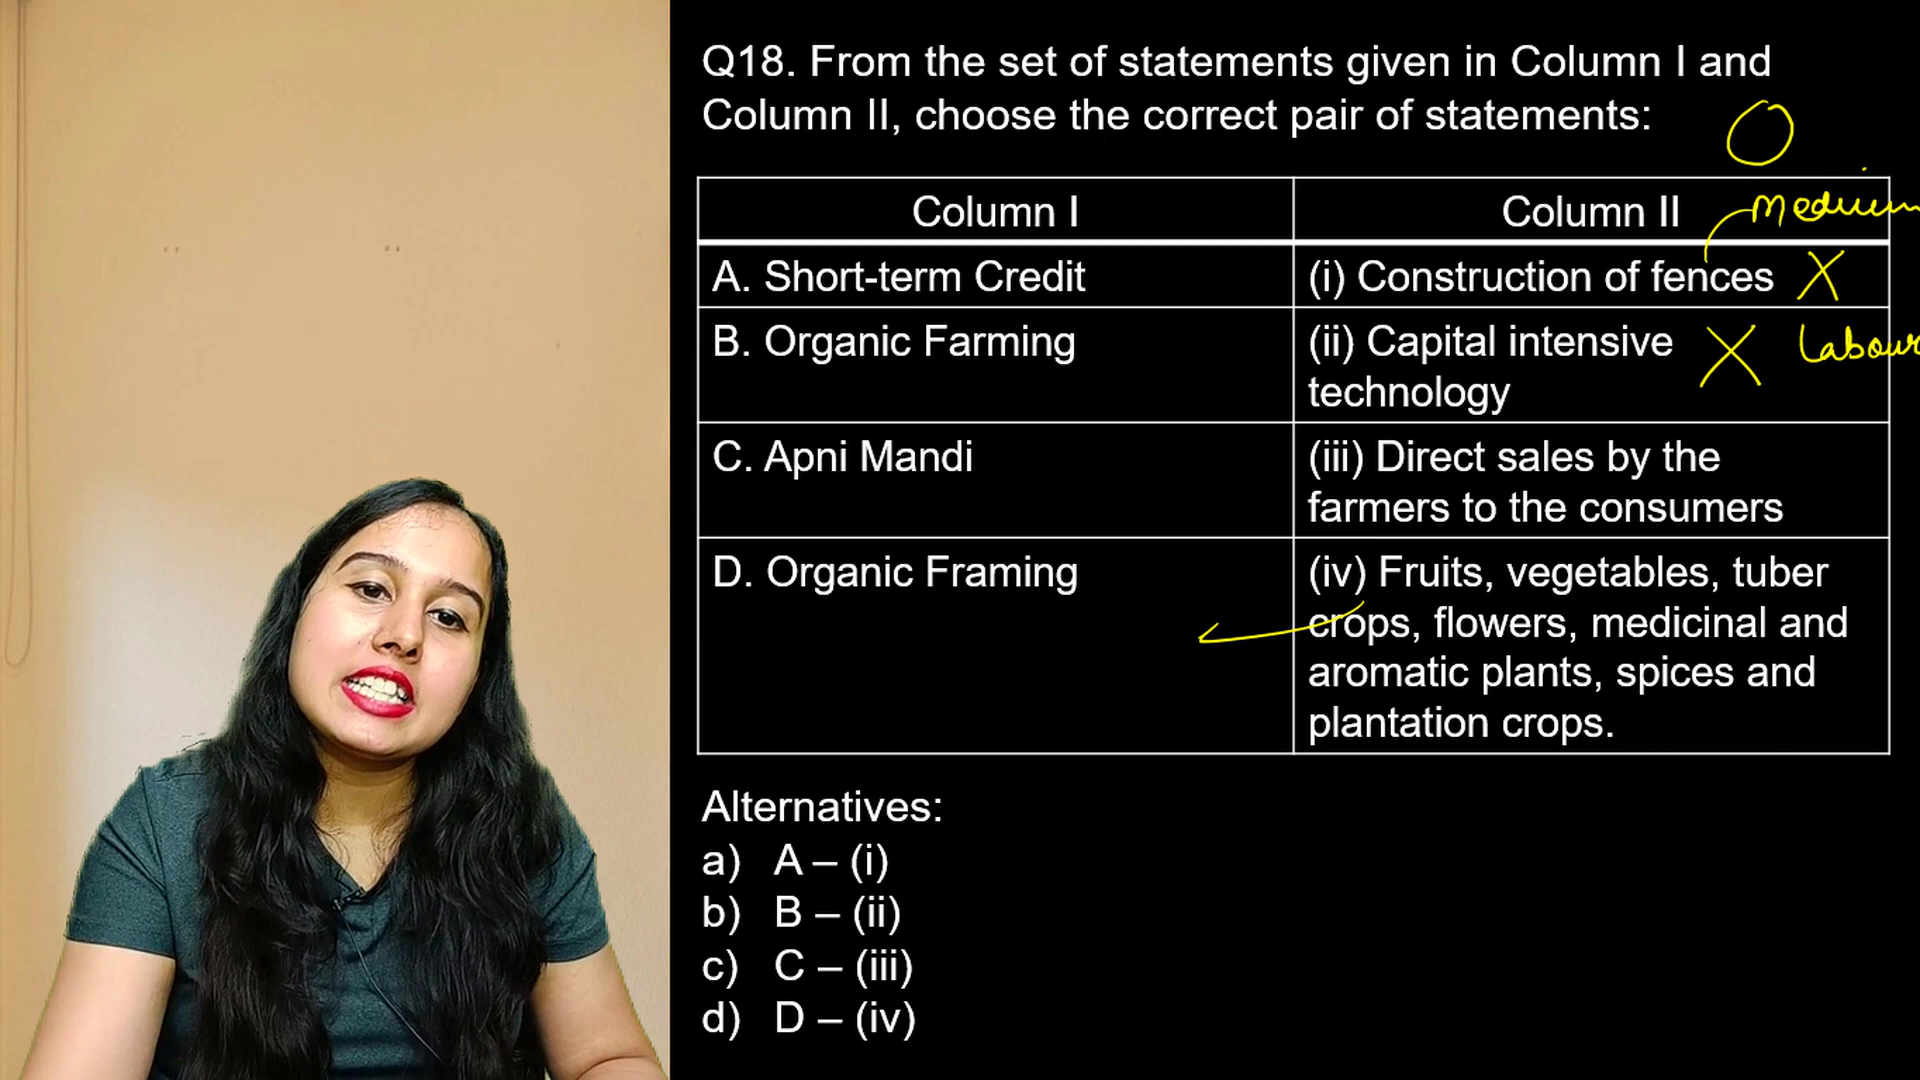 Q18. From the set of statements given in Column I and
Column II, choose the correct pair of statements:
Column I
Column II
Medium
A. Short-term Credit
(i) Construction of fences
B. Organic Farming
(ii) Capital intensive
technology
Labour
C. Apni Mandi
(iii) Direct sales by the
farmers to the consumers
D. Organic Framing
(iv) Fruits, vegetables, tuber
crops, flowers, medicinal and
aromatic plants, spices and
plantation crops.
Alternatives:
a) A – (i)
b) B – (ii)
c) C – (iii)
d) D – (iv)